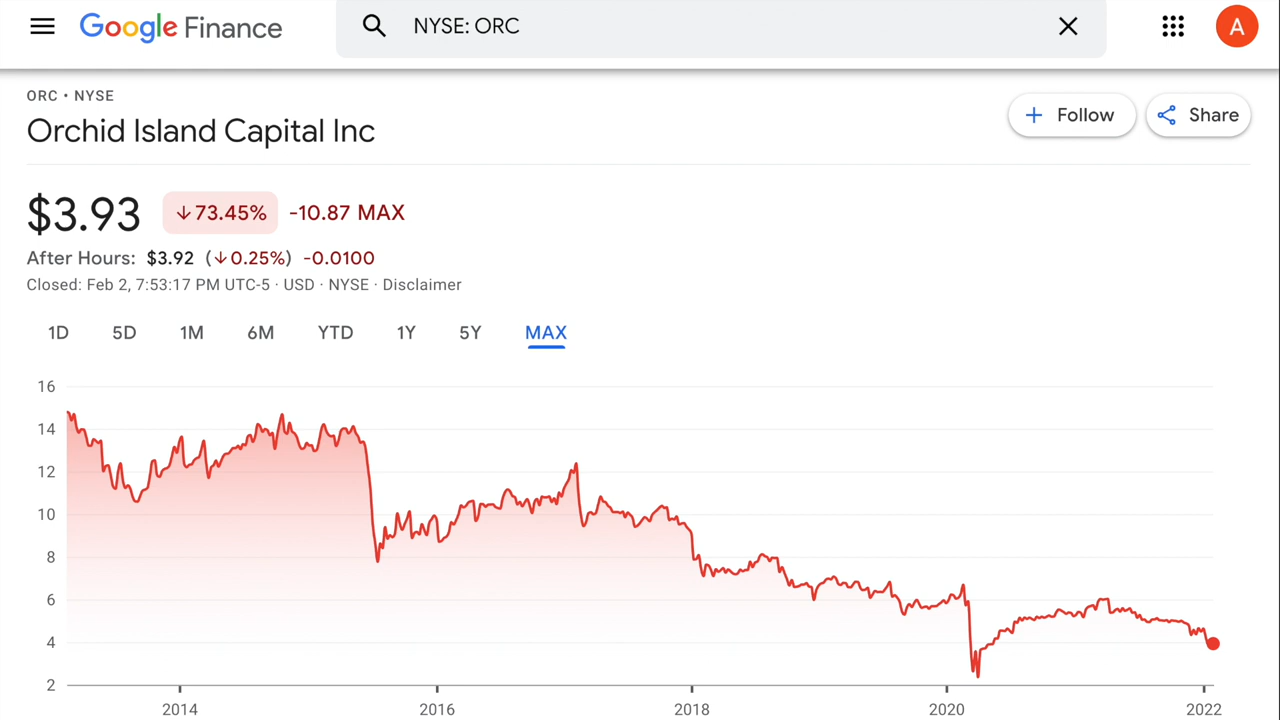 Google Finance
NYSE: ORC
A
ORC • NYSE
Orchid Island Capital Inc
Follow
Share
$3.93
↓73.45%
-10.87 MAX
After Hours: $3.92 (↓0.25%) -0.0100
Closed: Feb 2, 7:53:17 PM UTC-5 · USD · NYSE · Disclaimer
1D 5D 1M 6M YTD 1Y 5Y MAX
16
14
12
10
8
6
4
2
2014 2016 2018 2020 2022